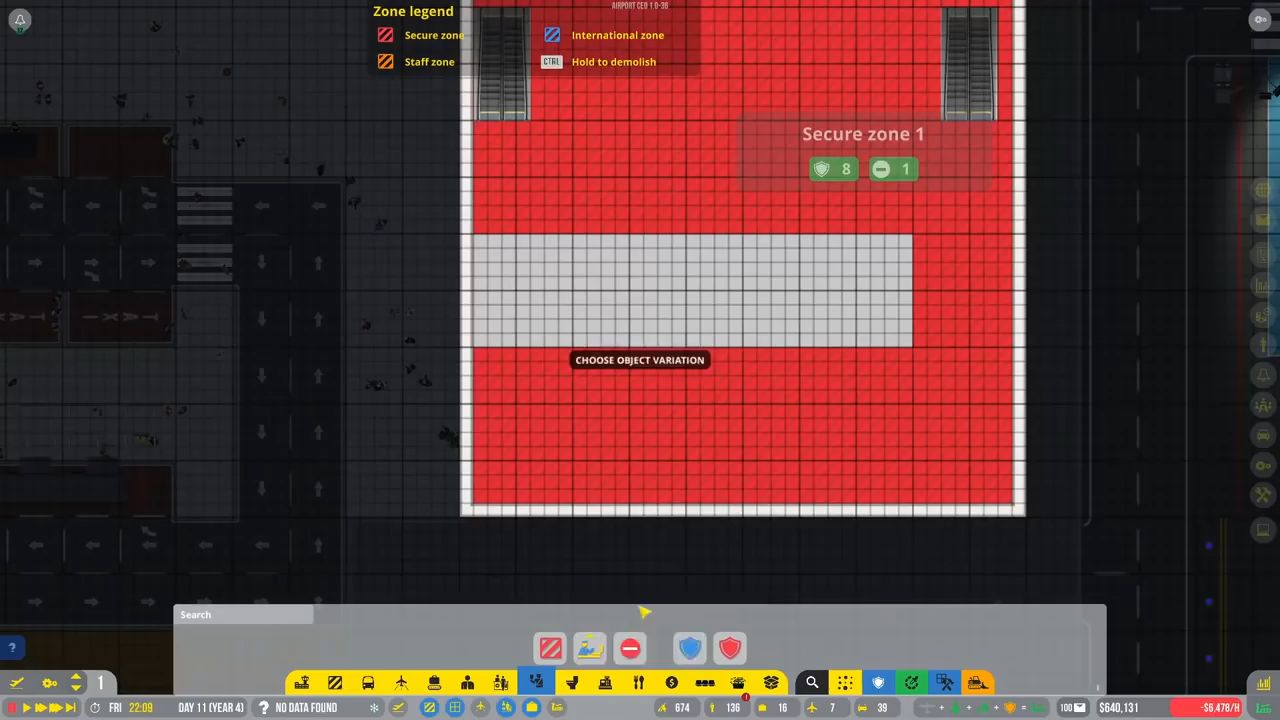 AIRPORT CEO 1.0-36
Zone legend
Secure zone
International zone
Staff zone
CTRL
Hold to demolish
Secure zone 1
8
1
CHOOSE OBJECT VARIATION
Search
?
1
FRI
22:09
DAY 11 (YEAR 4)
? NO DATA FOUND
674
136
16
7
39
100
$640,131
-$6,478/H